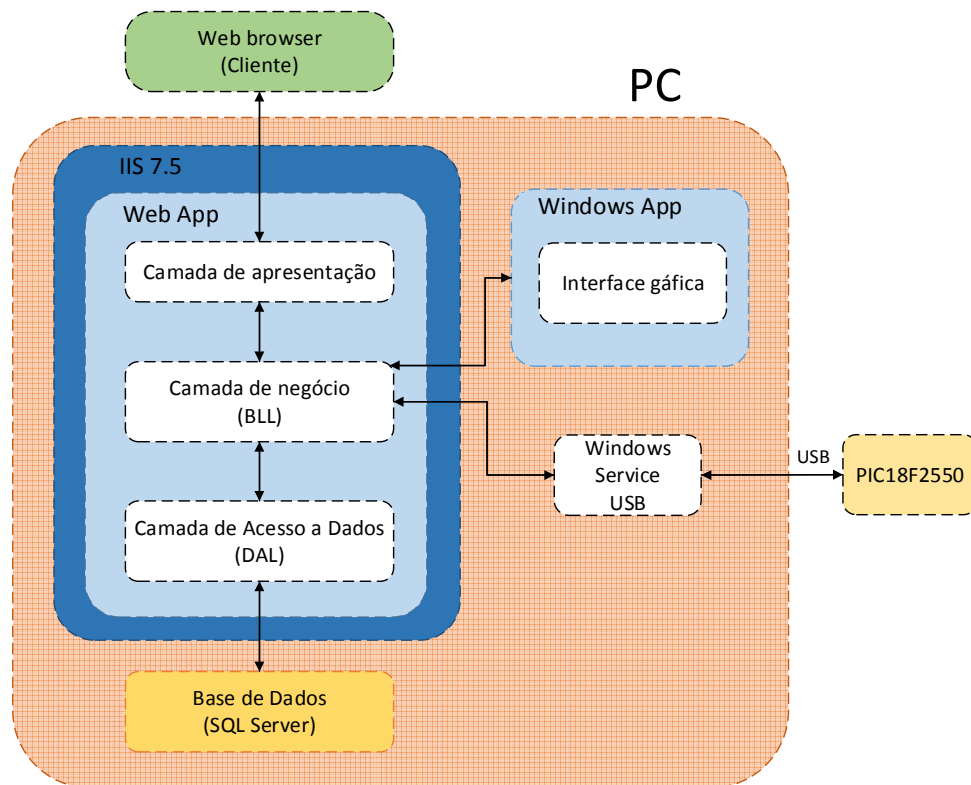 Web browser
(Cliente)
PC
IIS 7.5
Web App
Windows App
Camada de apresentação
Interface gáfica
Camada de negócio
(BLL)
Windows
Service
USB
USB
PIC18F2550
Camada de Acesso a Dados
(DAL)
Base de Dados
(SQL Server)